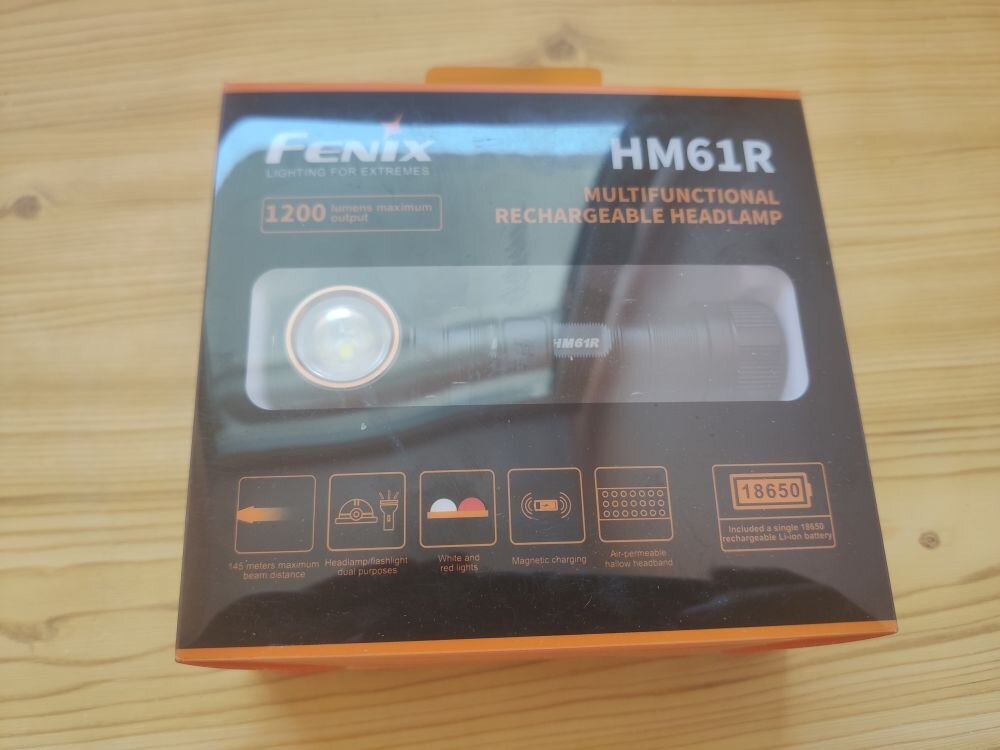 FENIX
LIGHTING FOR EXTREMES
1200 lumens maximum
output
HM61R
MULTIFUNCTIONAL
RECHARGEABLE HEADLAMP
HM61R
145 meters maximum
beam distance
Headlamp/flashlight
dual purposes
White and
red lights
Magnetic charging
Air-permeable
hallow headband
18650
Included a single 18650
rechargeable Li-ion battery